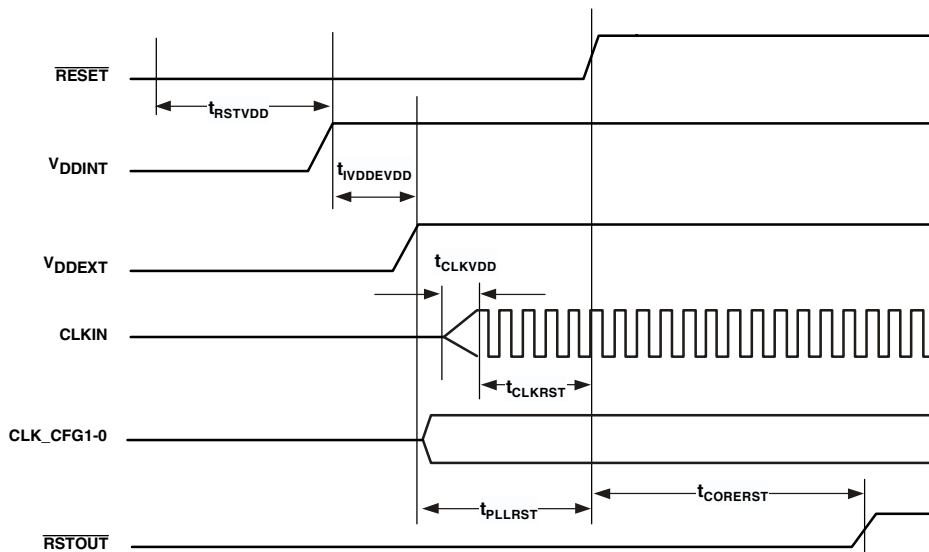 RESET
tRSTVDD
VDDINT
tIVDDEVDD
VDDEXT
tCLKVDD
CLKIN
tCLKRST
CLK_CFG1-0
tPLLRST
tCORERST
RSTOUT